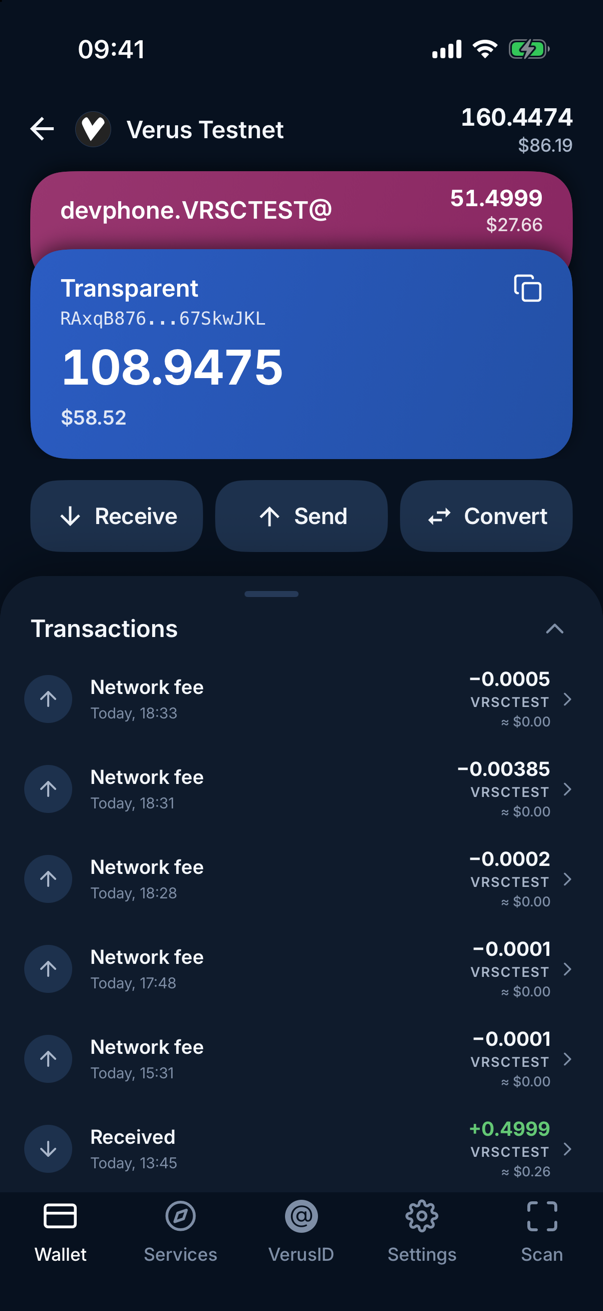 09:41
Verus Testnet
160.4474
$86.19
devphone.VRSCTEST@
51.4999
$27.66
Transparent
RAxqB876...67SkwJKL
108.9475
$58.52
Receive
Send
Convert
Transactions
Network fee
−0.0005
Today, 18:33
VRSCTEST
≈ $0.00
Network fee
−0.00385
Today, 18:31
VRSCTEST
≈ $0.00
Network fee
−0.0002
Today, 18:28
VRSCTEST
≈ $0.00
Network fee
−0.0001
Today, 17:48
VRSCTEST
≈ $0.00
Network fee
−0.0001
Today, 15:31
VRSCTEST
≈ $0.00
Received
+0.4999
Today, 13:45
VRSCTEST
≈ $0.26
Wallet
Services
VerusID
Settings
Scan